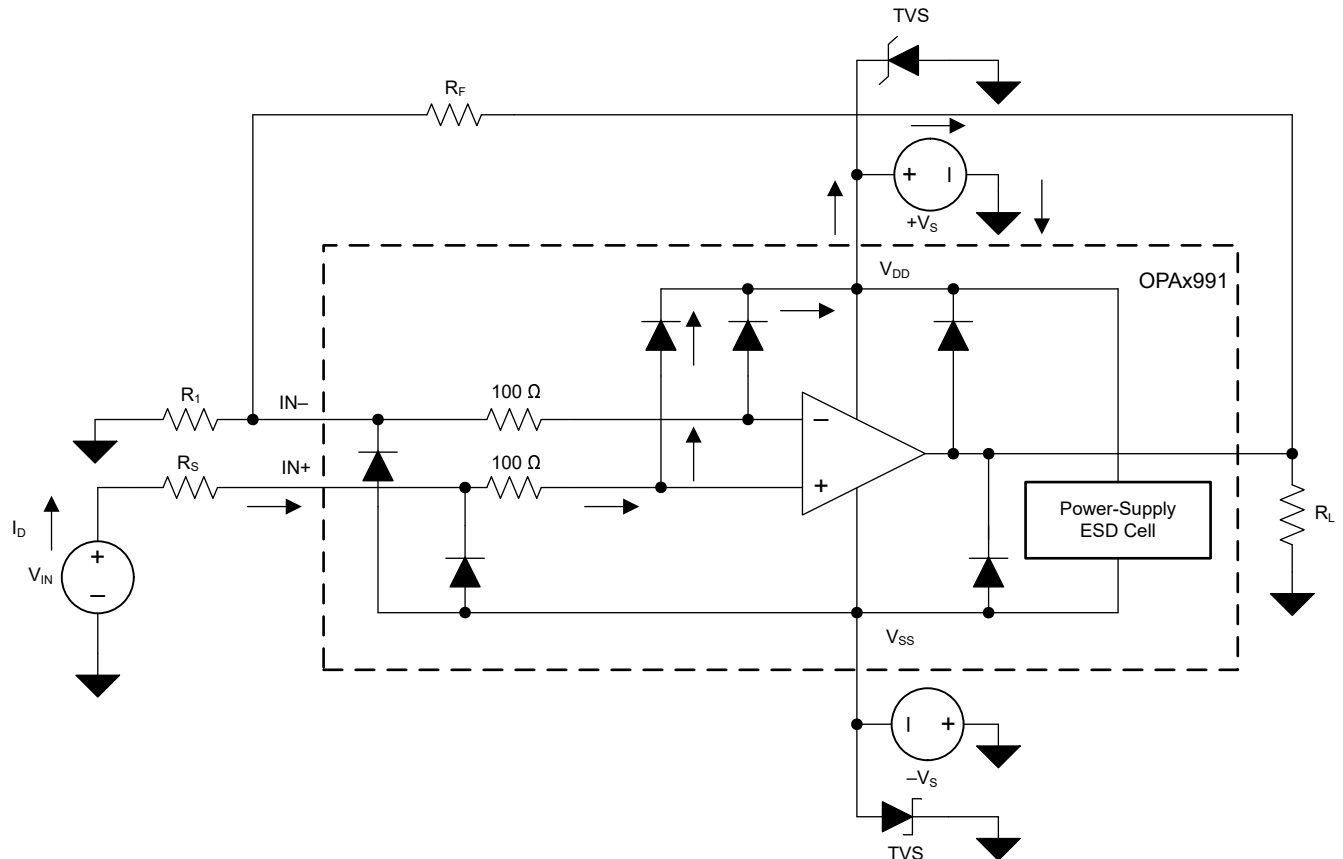 TVS
R_F
+ –
+V_S
V_DD
OPAx991
R_1
IN–
100 Ω
–
R_S
IN+
100 Ω
+
Power-Supply
ESD Cell
R_L
I_D
+
V_IN
–
V_SS
– +
–V_S
TVS